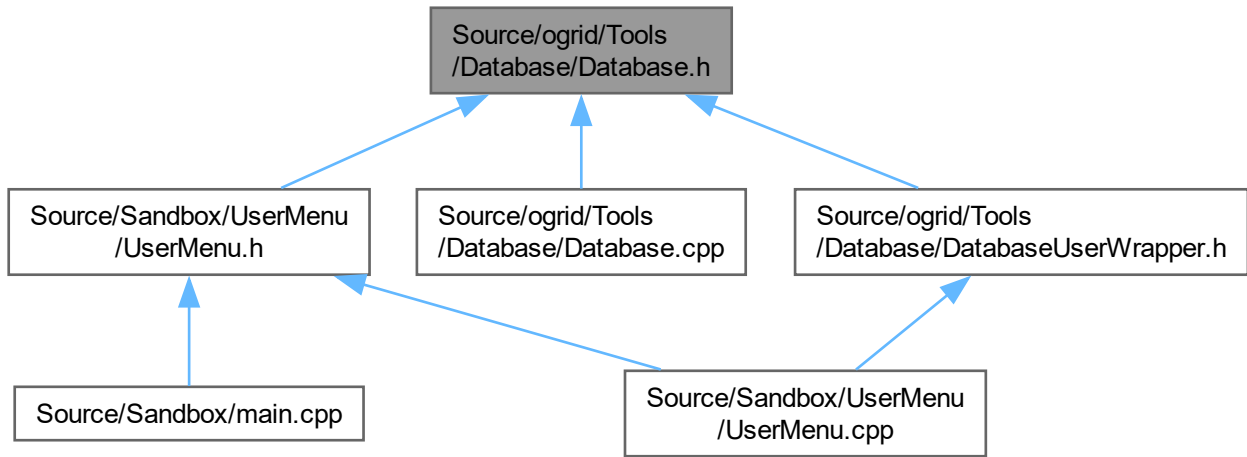 Source/ogrid/Tools
/Database/Database.h
Source/Sandbox/UserMenu
/UserMenu.h
Source/ogrid/Tools
/Database/Database.cpp
Source/ogrid/Tools
/Database/DatabaseUserWrapper.h
Source/Sandbox/main.cpp
Source/Sandbox/UserMenu
/UserMenu.cpp